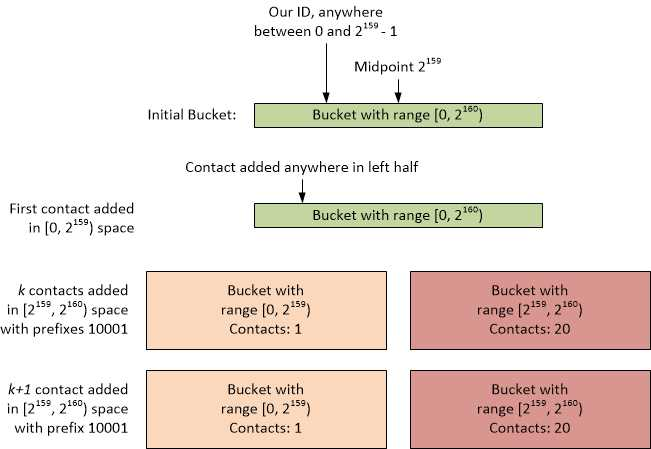 Our ID, anywhere
between 0 and 2¹⁵⁹ - 1
Midpoint 2¹⁵⁹
Initial Bucket:
Bucket with range [0, 2¹⁶⁰)
Contact added anywhere in left half
First contact added
in [0, 2¹⁵⁹) space
Bucket with range [0, 2¹⁶⁰)
k contacts added
in [2¹⁵⁹, 2¹⁶⁰) space
with prefixes 10001
Bucket with
range [0, 2¹⁵⁹)
Contacts: 1
Bucket with
range [2¹⁵⁹, 2¹⁶⁰)
Contacts: 20
k+1 contact added
in [2¹⁵⁹, 2¹⁶⁰) space
with prefix 10001
Bucket with
range [0, 2¹⁵⁹)
Contacts: 1
Bucket with
range [2¹⁵⁹, 2¹⁶⁰)
Contacts: 20